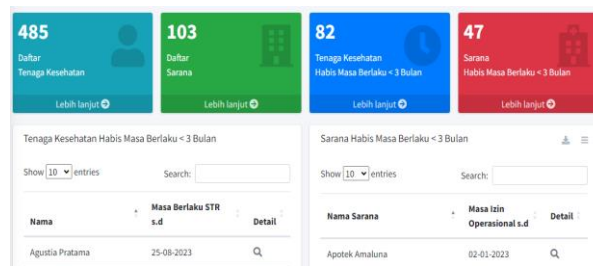 485
Daftar
Tenaga Kesehatan
Lebih lanjut
103
Daftar
Sarana
Lebih lanjut
82
Tenaga Kesehatan
Habis Masa Berlaku < 3 Bulan
Lebih lanjut
47
Sarana
Habis Masa Berlaku < 3 Bulan
Lebih lanjut
Tenaga Kesehatan Habis Masa Berlaku < 3 Bulan
Show 10 entries
Search:
Nama
Masa Berlaku STR
s.d
Detail
Agustia Pratama
25-08-2023
Sarana Habis Masa Berlaku < 3 Bulan
Show 10 entries
Search:
Nama Sarana
Masa Izin
Operasional s.d
Detail
Apotek Amaluna
02-01-2023